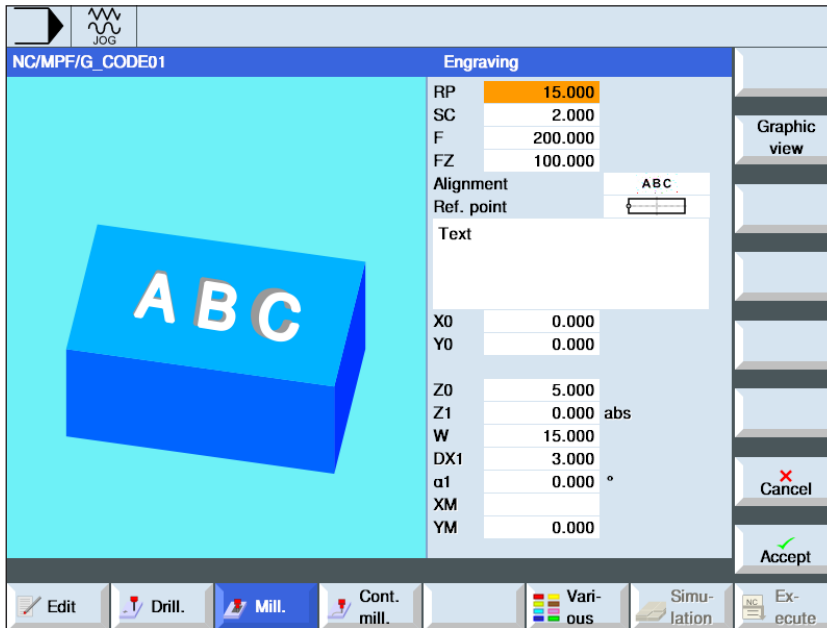 JOG
NC/MPF/G_CODE01
Engraving
RP 15.000
SC 2.000
F 200.000
FZ 100.000
Alignment ABC
Ref. point
Text
X0 0.000
Y0 0.000
Z0 5.000
Z1 0.000 abs
W 15.000
DX1 3.000
α1 0.000 °
XM
YM 0.000
ABC
Graphic
view
Cancel
Accept
Edit
Drill.
Mill.
Cont.
mill.
Vari-
ous
Simu-
lation
NC
Ex-
ecute